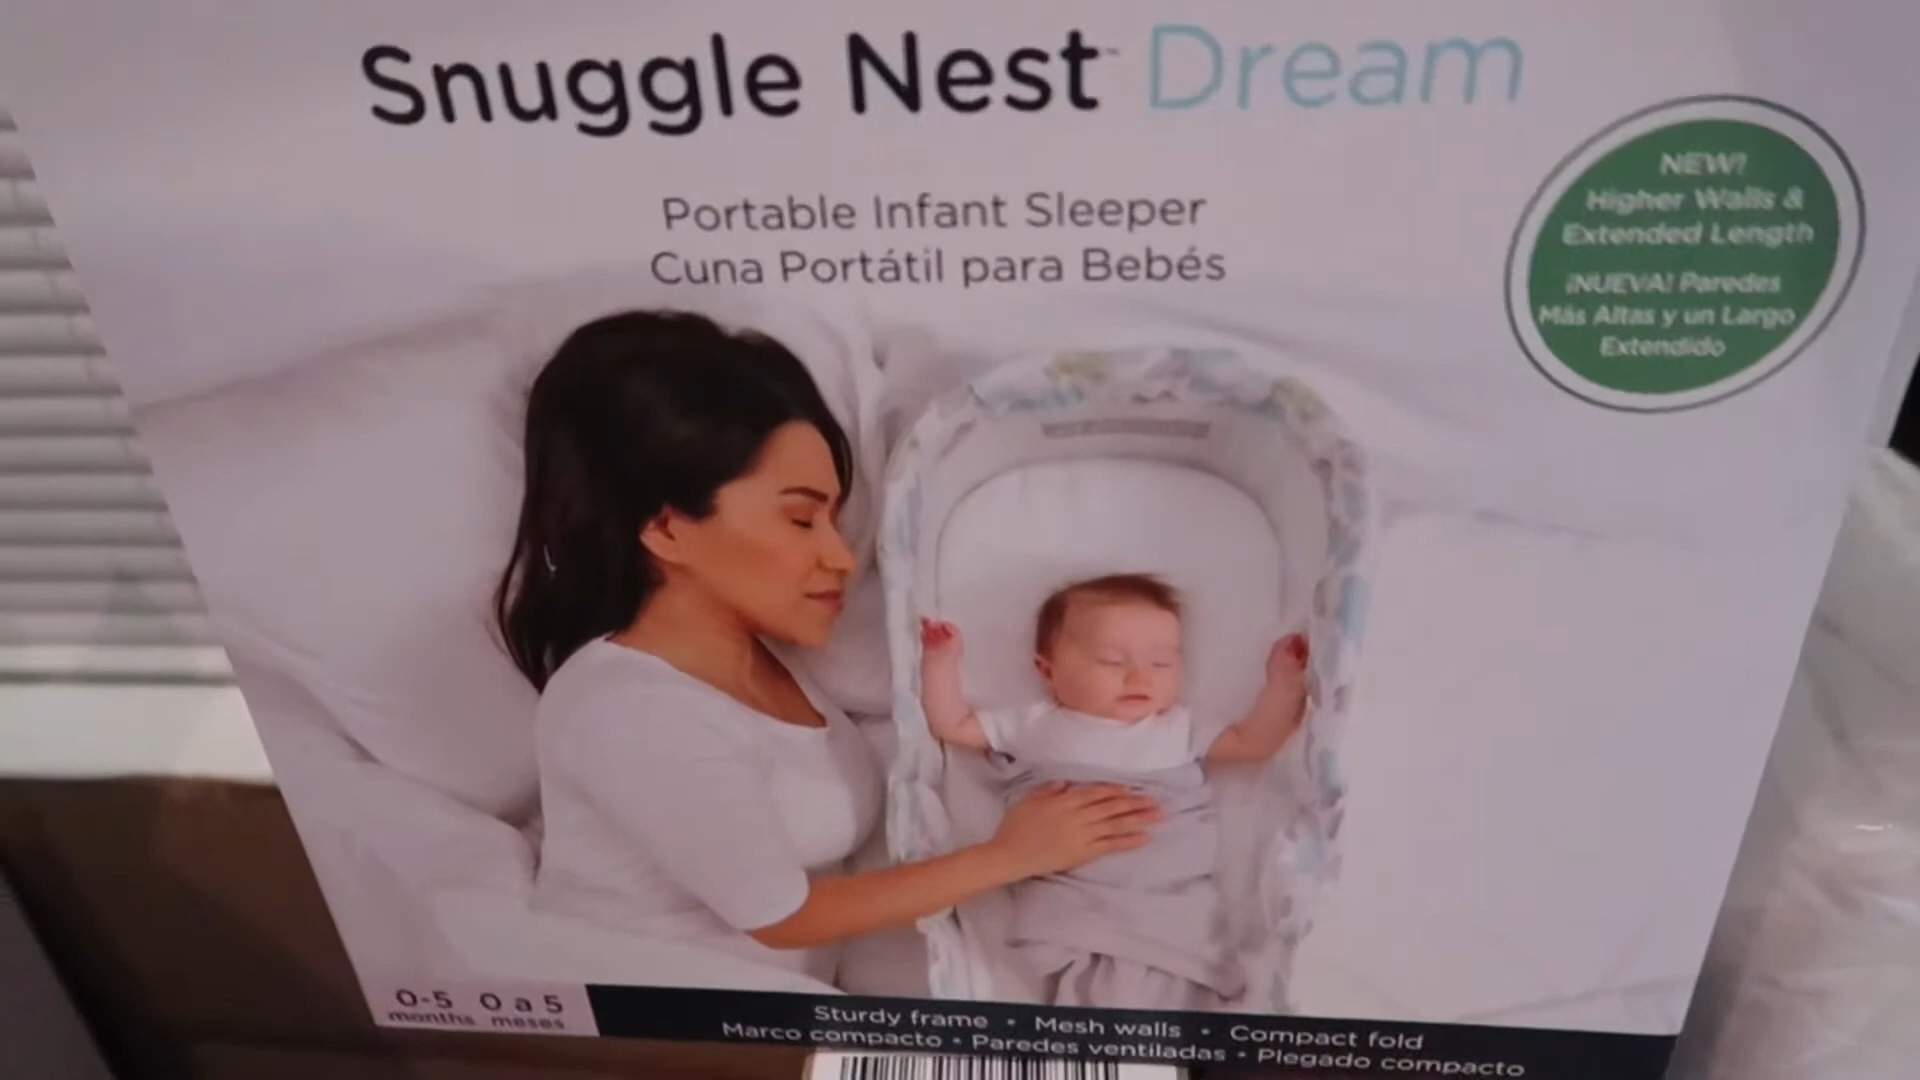 Snuggle Nest™ Dream
Portable Infant Sleeper
Cuna Portátil para Bebés
NEW!
Higher Walls &
Extended Length
¡NUEVA! Paredes
Más Altas y un Largo
Extendido
0-5 0 a 5
months meses
Sturdy frame • Mesh walls • Compact fold
Marco compacto • Paredes ventiladas • Plegado compacto